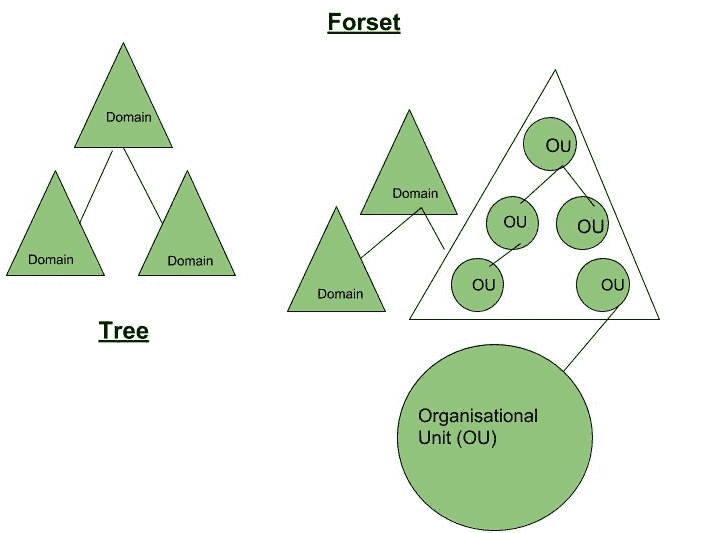 Forset
Domain
Domain
Domain
Tree
Domain
Domain
OU
OU
OU
OU
OU
Organisational
Unit (OU)